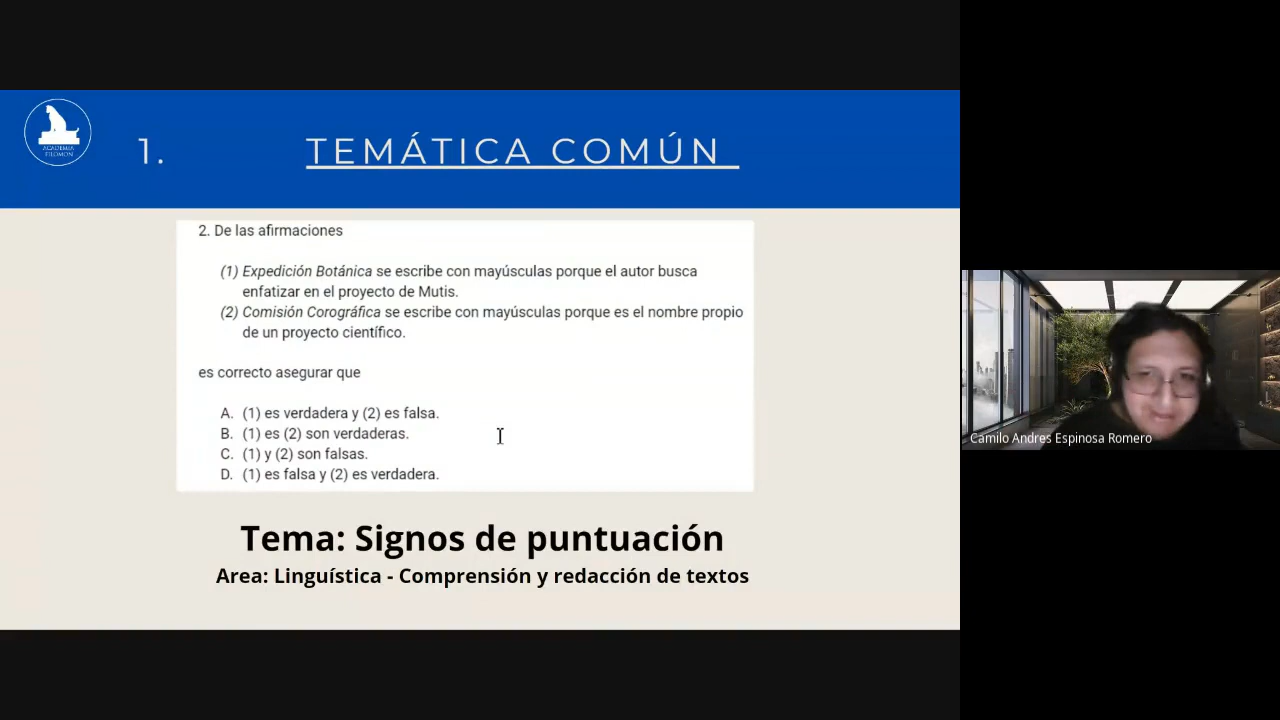 ACADEMIA
FILOMON
1. TEMÁTICA COMÚN
2. De las afirmaciones
(1) Expedición Botánica se escribe con mayúsculas porque el autor busca
enfatizar en el proyecto de Mutis.
(2) Comisión Corográfica se escribe con mayúsculas porque es el nombre propio
de un proyecto científico.
es correcto asegurar que
A. (1) es verdadera y (2) es falsa.
B. (1) es (2) son verdaderas.
C. (1) y (2) son falsas.
D. (1) es falsa y (2) es verdadera.
Tema: Signos de puntuación
Area: Linguística - Comprensión y redacción de textos
Camilo Andres Espinosa Romero